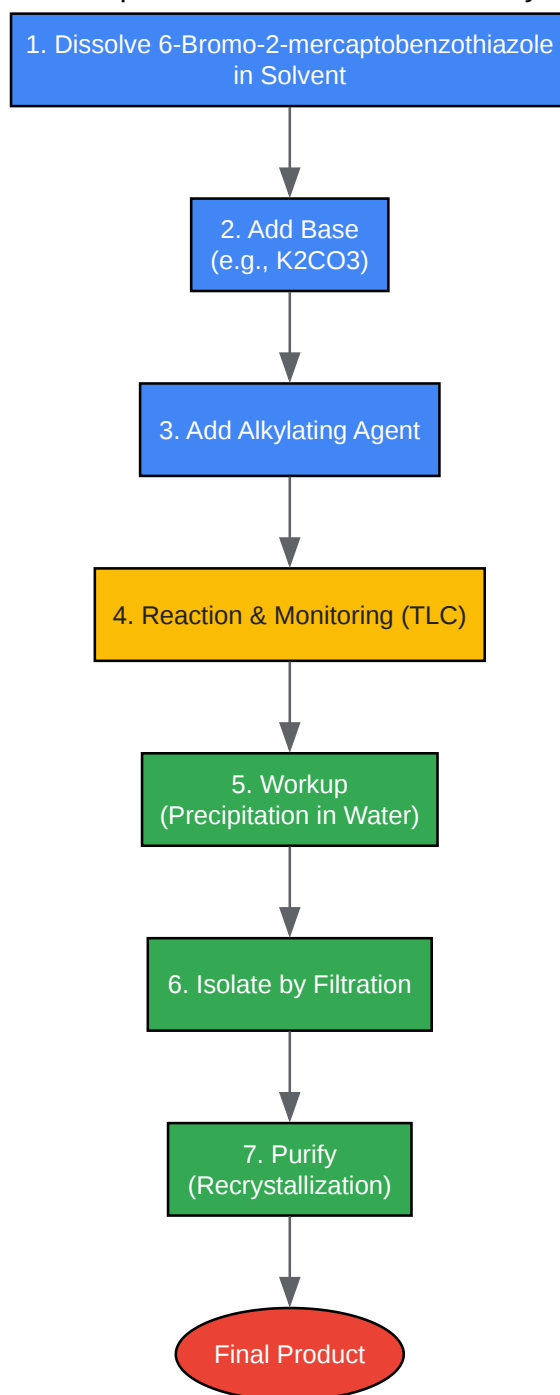 1. Dissolve 6-Bromo-2-mercaptobenzothiazole
in Solvent
2. Add Base
(e.g., K2CO3)
3. Add Alkylating Agent
4. Reaction & Monitoring (TLC)
5. Workup
(Precipitation in Water)
6. Isolate by Filtration
7. Purify
(Recrystallization)
Final Product